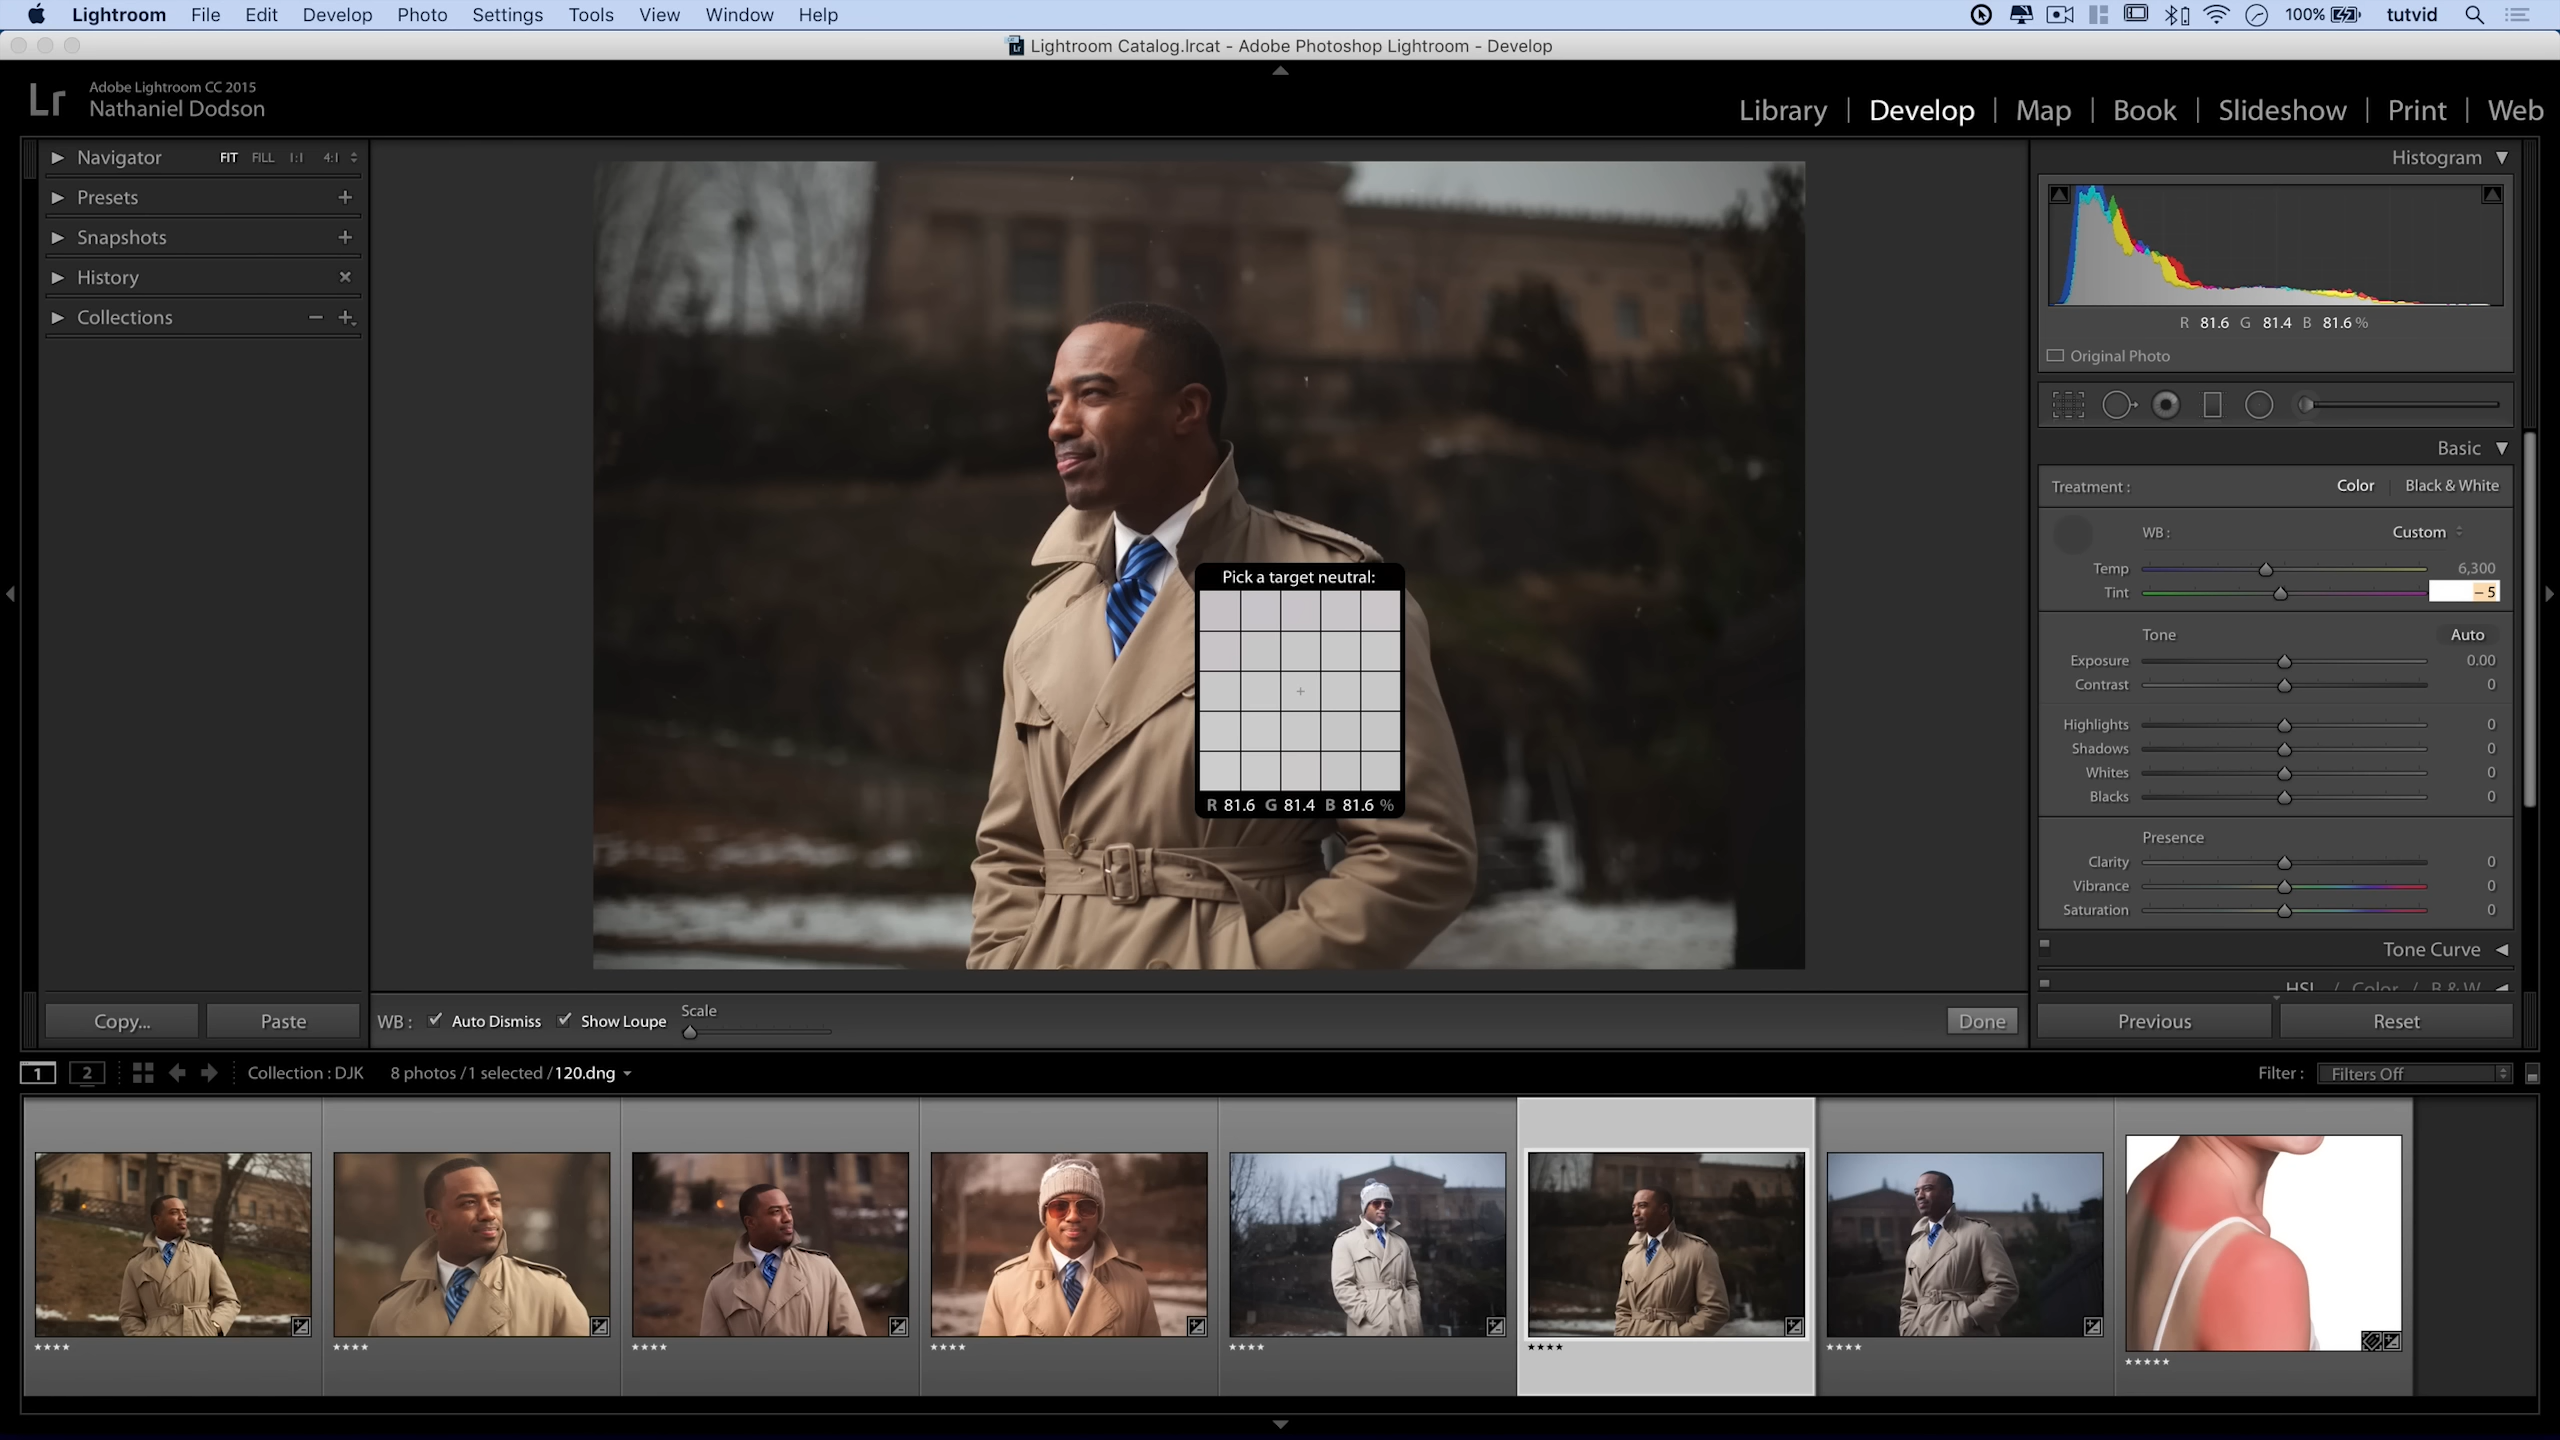 Lightroom File Edit Develop Photo Settings Tools View Window Help 100% tutvid
Lightroom Catalog.lrcat - Adobe Photoshop Lightroom - Develop
Lr Adobe Lightroom CC 2015
Nathaniel Dodson
Library | Develop | Map | Book | Slideshow | Print | Web
Navigator FIT FILL 1:1 4:1
Presets
Snapshots
History
Collections
Histogram
R 81.6 G 81.4 B 81.6 %
Original Photo
Basic
Treatment : Color Black & White
WB : Custom
Temp 6,300
Tint – 5
Tone Auto
Exposure 0.00
Contrast 0
Highlights 0
Shadows 0
Whites 0
Blacks 0
Presence
Clarity 0
Vibrance 0
Saturation 0
Tone Curve
HSL / Color / B & W
Pick a target neutral:
R 81.6 G 81.4 B 81.6 %
Copy... Paste WB : Auto Dismiss Show Loupe Scale Done Previous Reset
1 2 Collection : DJK 8 photos / 1 selected / 120.dng Filter : Filters Off